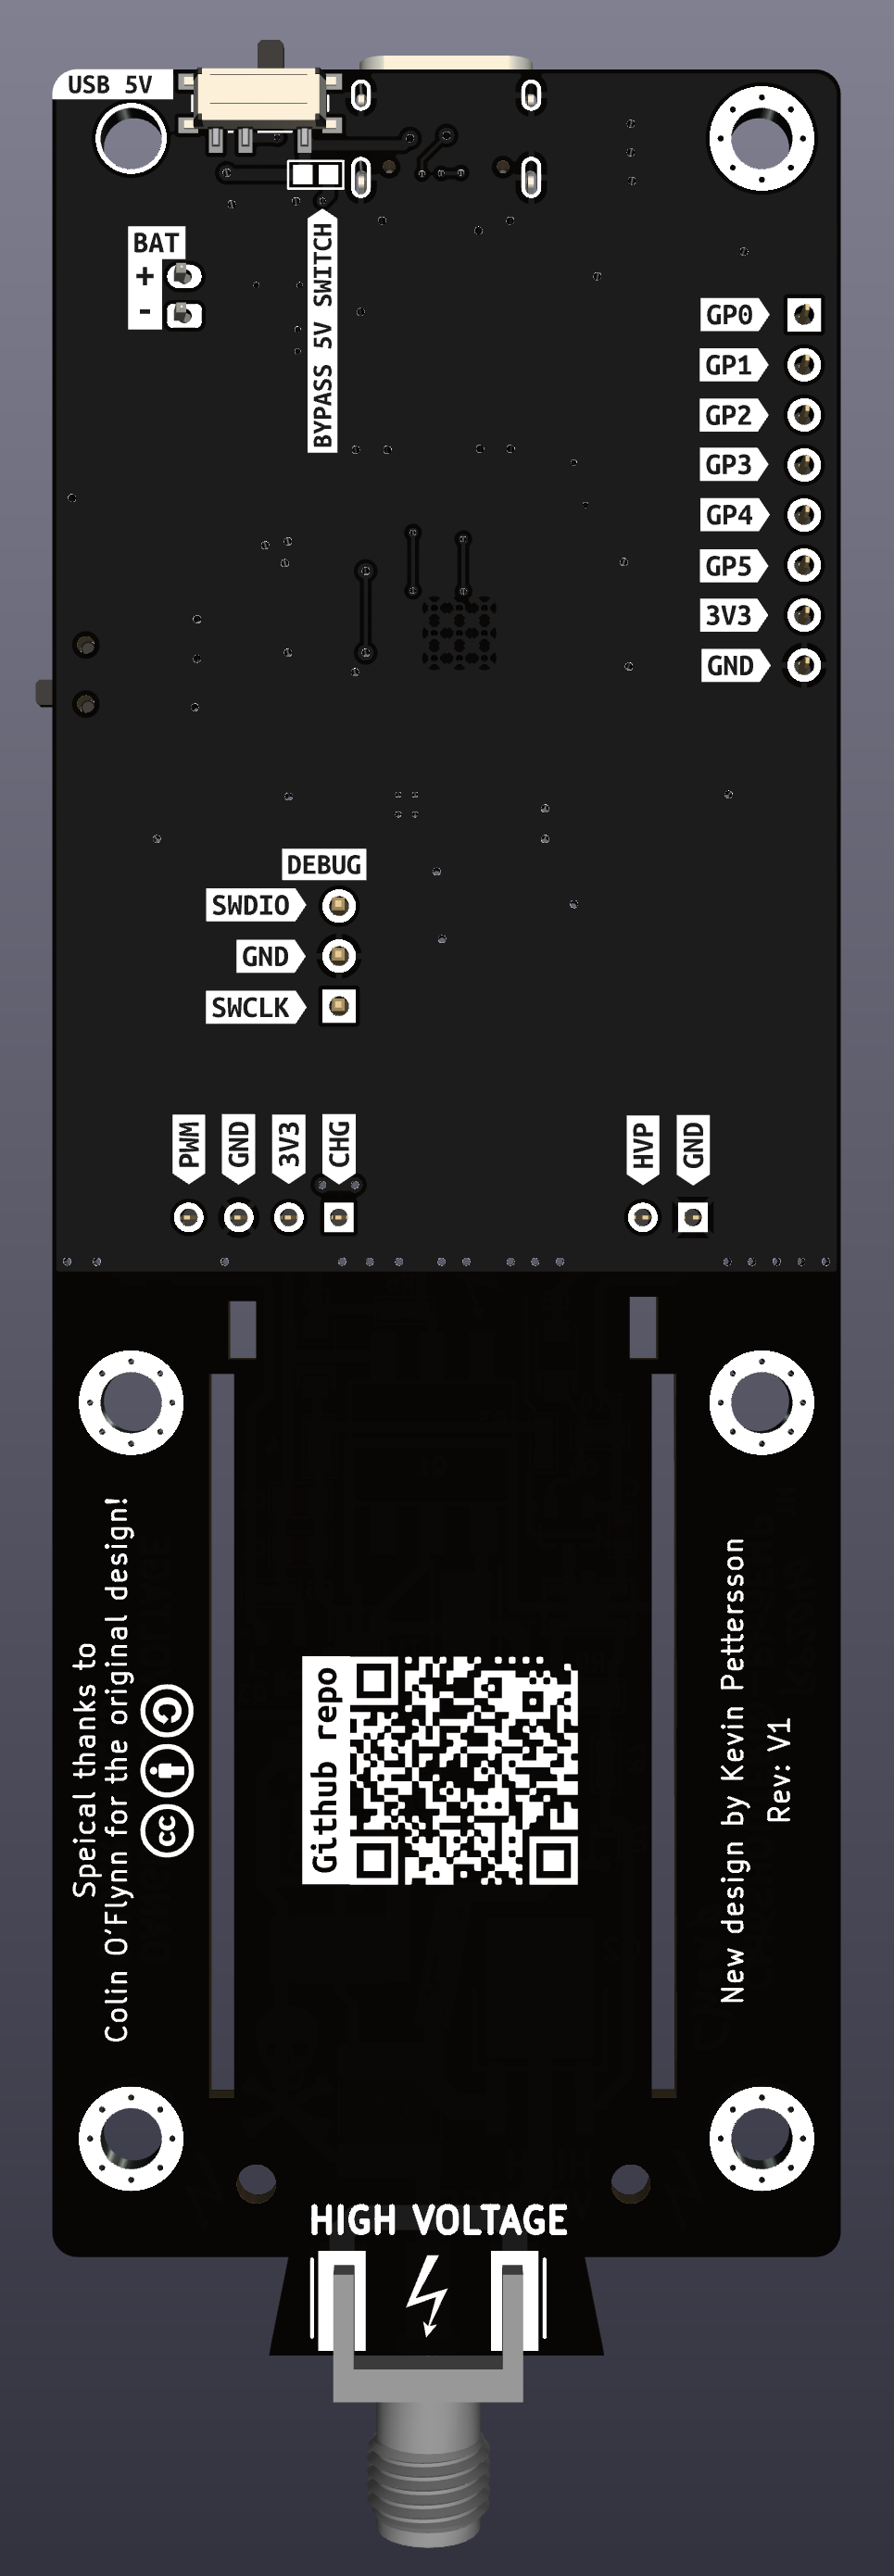 USB 5V
BAT
+
-
BYPASS 5V SWITCH
GP0
GP1
GP2
GP3
GP4
GP5
3V3
GND
DEBUG
SWDIO
GND
SWCLK
PWM
GND
3V3
CHG
HVP
GND
Speical thanks to
Colin O'Flynn for the original design!
cc
Github repo
New design by Kevin Pettersson
Rev: V1
HIGH VOLTAGE